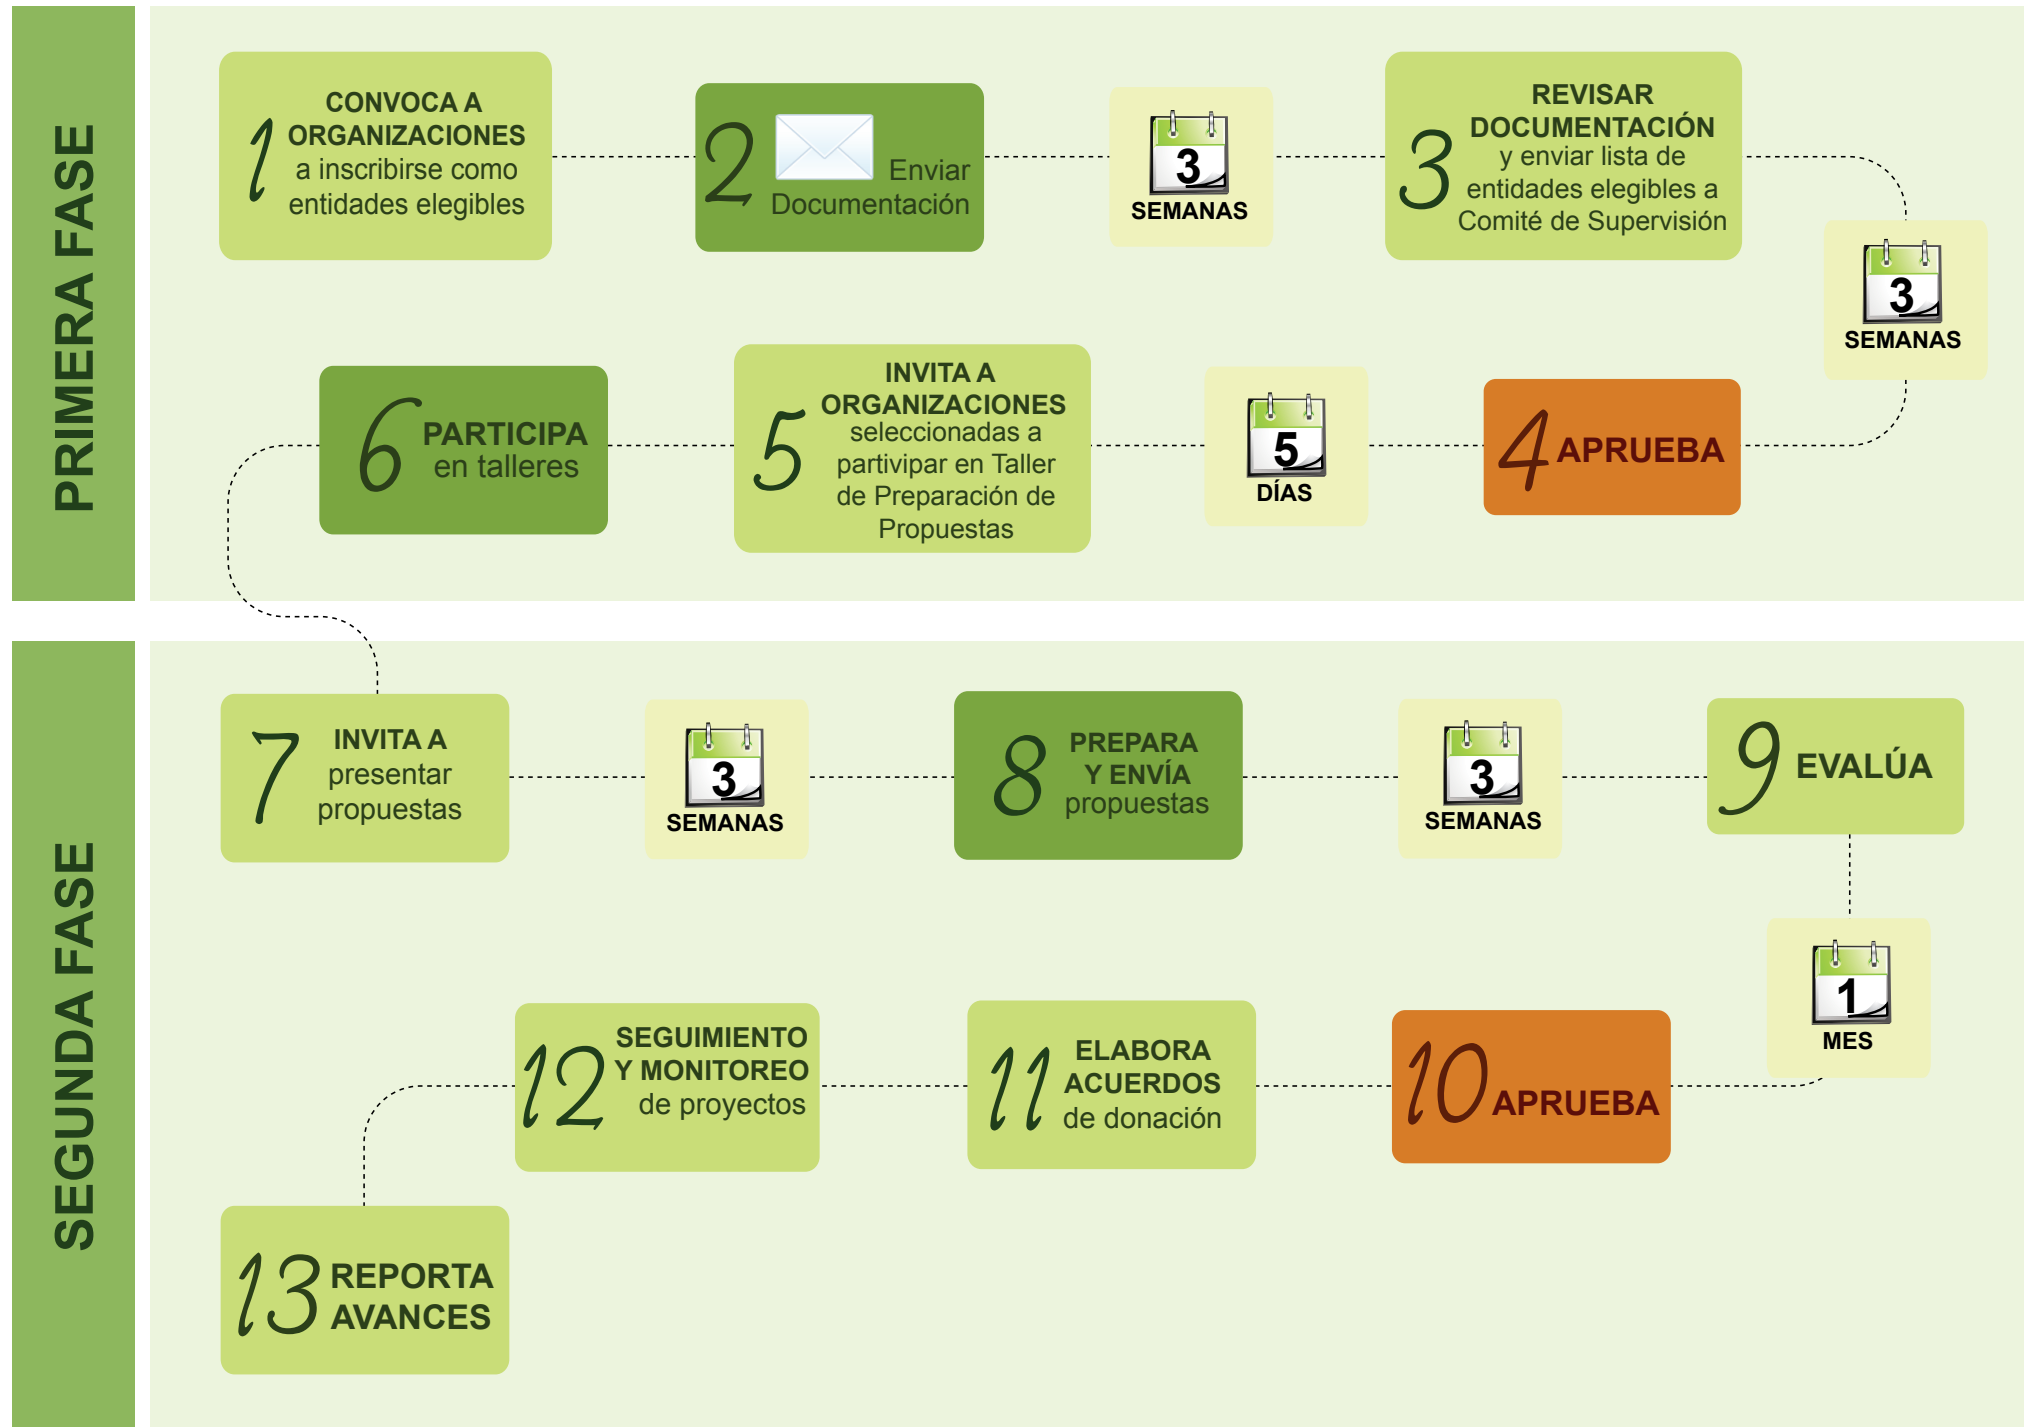 PRIMERA FASE
1
CONVOCA A
ORGANIZACIONES
a inscribirse como
entidades elegibles
2
Enviar
Documentación
3
SEMANAS
3
REVISAR
DOCUMENTACIÓN
y enviar lista de
entidades elegibles a
Comité de Supervisión
3
SEMANAS
4 APRUEBA
5
DÍAS
5
INVITA A
ORGANIZACIONES
seleccionadas a
partivipar en Taller
de Preparación de
Propuestas
6
PARTICIPA
en talleres
SEGUNDA FASE
7
INVITA A
presentar
propuestas
3
SEMANAS
8
PREPARA
Y ENVÍA
propuestas
3
SEMANAS
9 EVALÚA
1
MES
10 APRUEBA
11
ELABORA
ACUERDOS
de donación
12
SEGUIMIENTO
Y MONITOREO
de proyectos
13
REPORTA
AVANCES